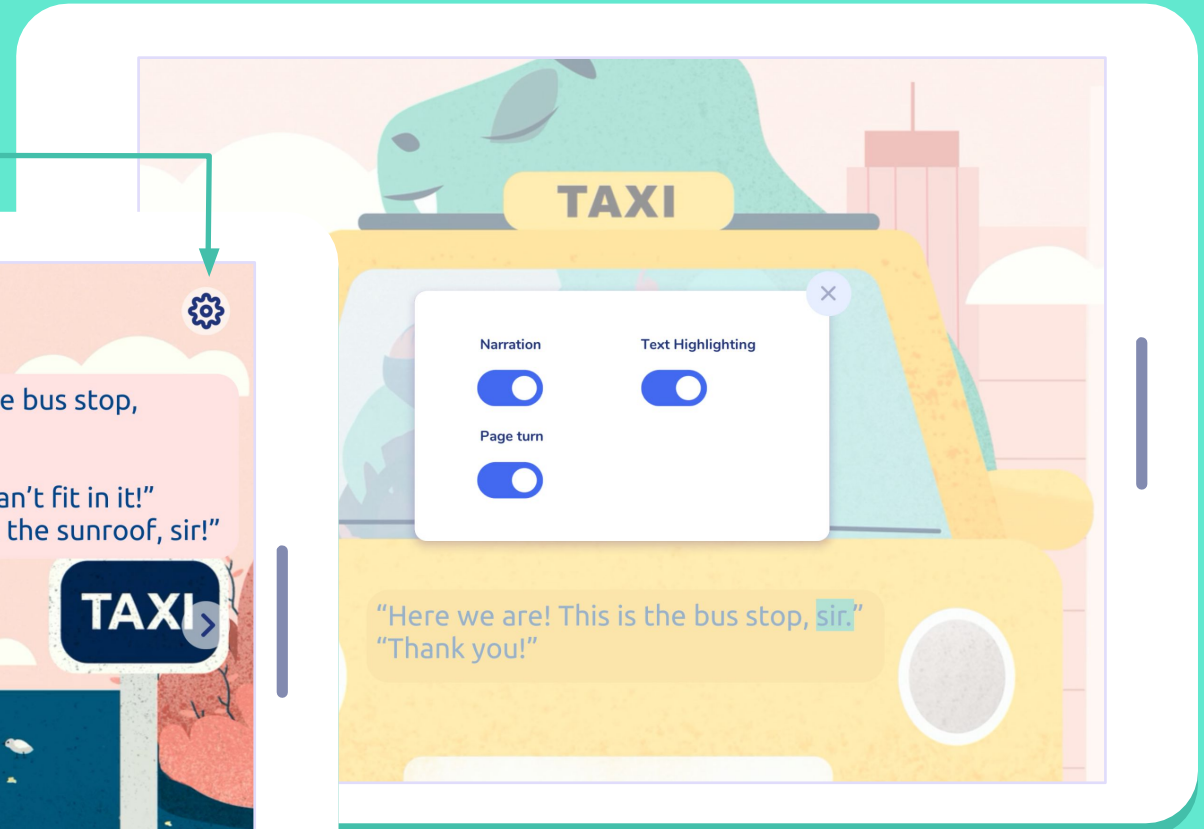 TAXI
Narration
Text Highlighting
Page turn
“Here we are! This is the bus stop, sir.”
“Thank you!”
e bus stop,
an’t fit in it!”
the sunroof, sir!”
TAXI